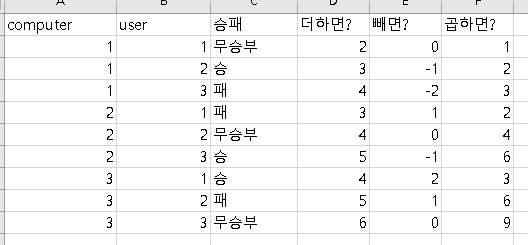 A B C D E F
computer user 승패 더하면? 빼면? 곱하면?
1 1 무승부 2 0 1
1 2 승 3 -1 2
1 3 패 4 -2 3
2 1 패 3 1 2
2 2 무승부 4 0 4
2 3 승 5 -1 6
3 1 승 4 2 3
3 2 패 5 1 6
3 3 무승부 6 0 9